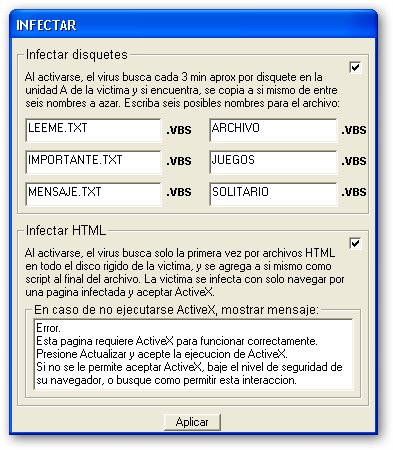 INFECTAR
Infectar disquetes
Al activarse, el virus busca cada 3 min aprox por disquete en la
unidad A de la victima y si encuentra, se copia a si mismo de entre
seis nombres a azar. Escriba seis posibles nombres para el archivo:
LEEME.TXT .VBS ARCHIVO .VBS
IMPORTANTE.TXT .VBS JUEGOS .VBS
MENSAJE.TXT .VBS SOLITARIO .VBS
Infectar HTML
Al activarse, el virus busca solo la primera vez por archivos HTML
en todo el disco rigido de la victima, y se agrega a si mismo como
script al final del archivo. La victima se infecta con solo navegar por
una pagina infectada y aceptar ActiveX.
En caso de no ejecutarse ActiveX, mostrar mensaje:
Error.
Esta pagina requiere ActiveX para funcionar correctamente.
Presione Actualizar y acepte la ejecucion de ActiveX.
Si no se le permite aceptar ActiveX, baje el nivel de seguridad de
su navegador, o busque como permitir esta interaccion.
Aplicar